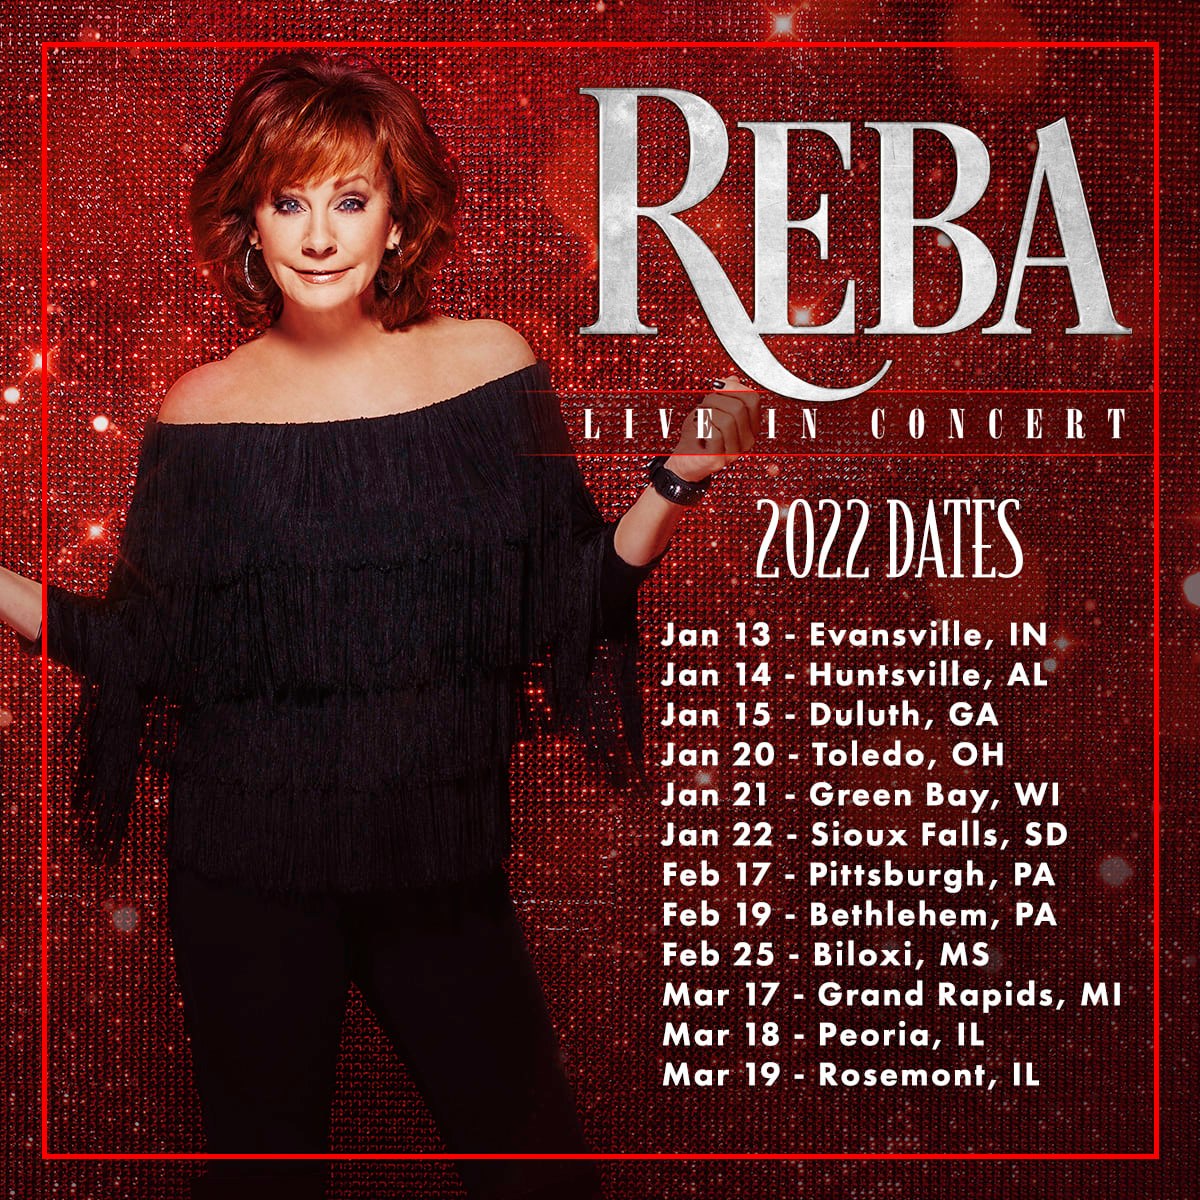 REBA
LIVE IN CONCERT
2022 DATES
Jan 13 - Evansville, IN
Jan 14 - Huntsville, AL
Jan 15 - Duluth, GA
Jan 20 - Toledo, OH
Jan 21 - Green Bay, WI
Jan 22 - Sioux Falls, SD
Feb 17 - Pittsburgh, PA
Feb 19 - Bethlehem, PA
Feb 25 - Biloxi, MS
Mar 17 - Grand Rapids, MI
Mar 18 - Peoria, IL
Mar 19 - Rosemont, IL